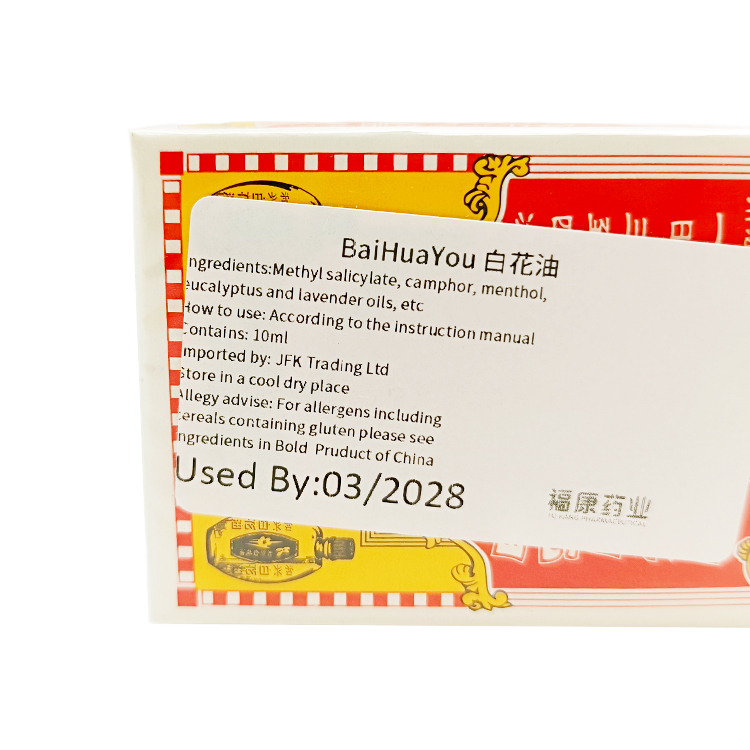 BaiHuaYou 白花油
ngredients:Methyl salicylate, camphor, menthol,
eucalyptus and lavender oils, etc
How to use: According to the instruction manual
Contains: 10ml
mported by: JFK Trading Ltd
Store in a cool dry place
Allegy advise: For allergens including
cereals containing gluten please see
ngredients in Bold Pruduct of China
Used By:03/2028
福康药业